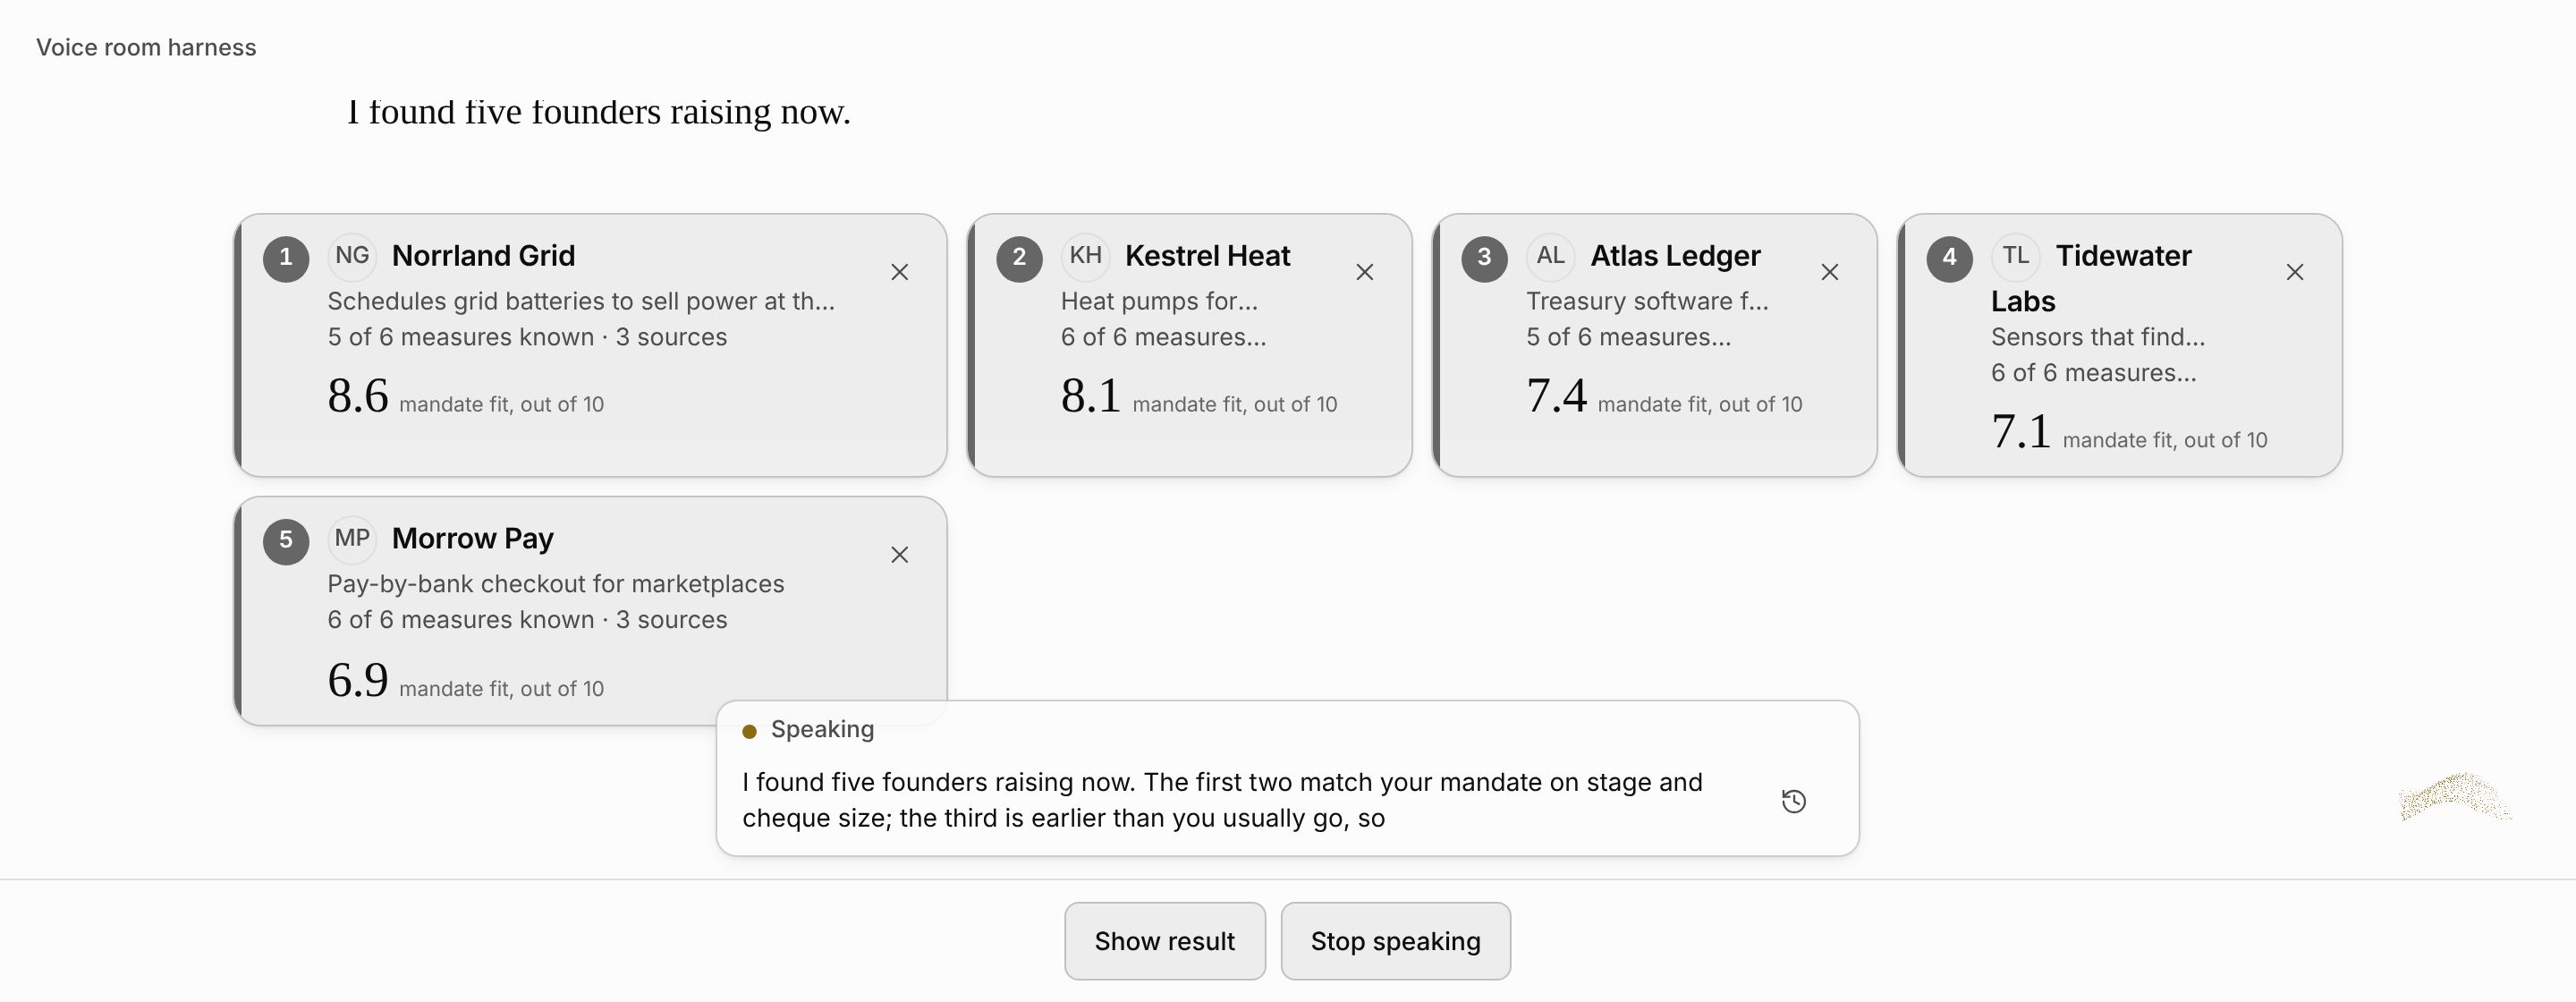 Voice room harness
I found five founders raising now.
1 NG Norrland Grid
Schedules grid batteries to sell power at th...
5 of 6 measures known · 3 sources
8.6 mandate fit, out of 10
2 KH Kestrel Heat
Heat pumps for...
6 of 6 measures...
8.1 mandate fit, out of 10
3 AL Atlas Ledger
Treasury software f...
5 of 6 measures...
7.4 mandate fit, out of 10
4 TL Tidewater
Labs
Sensors that find...
6 of 6 measures...
7.1 mandate fit, out of 10
5 MP Morrow Pay
Pay-by-bank checkout for marketplaces
6 of 6 measures known · 3 sources
6.9 mandate fit, out of 10
Speaking
I found five founders raising now. The first two match your mandate on stage and
cheque size; the third is earlier than you usually go, so
Show result
Stop speaking